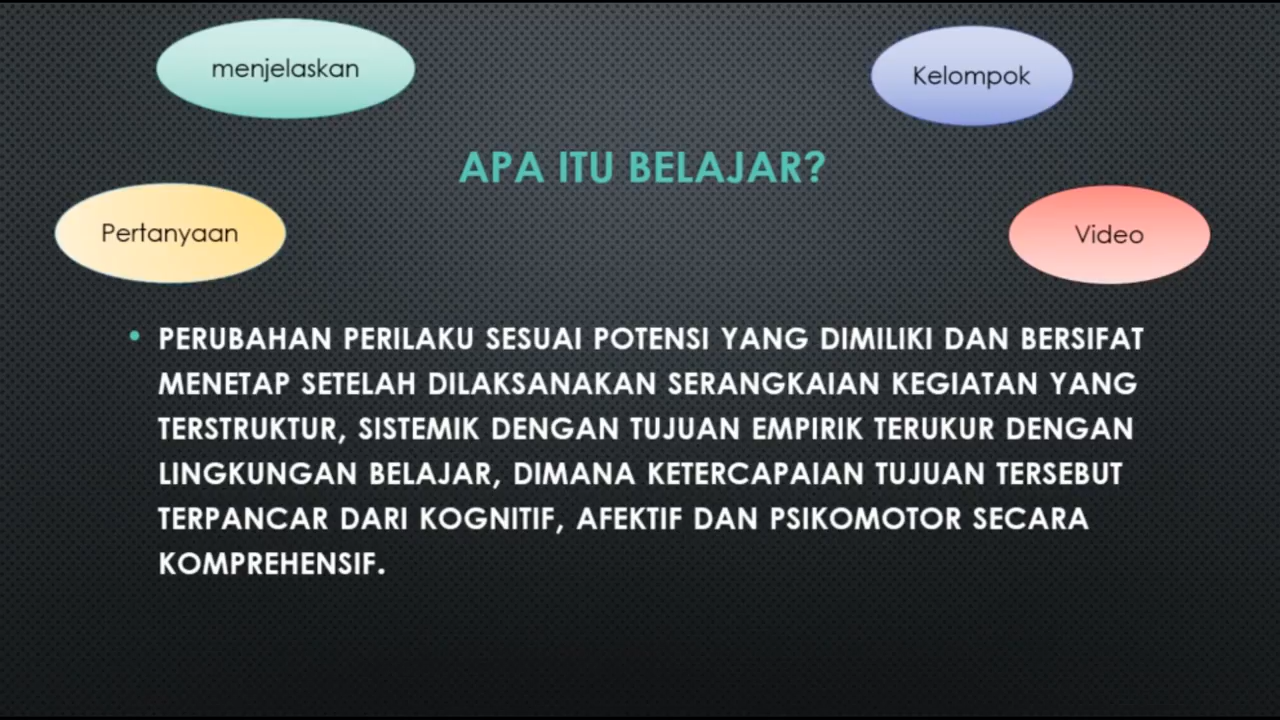 menjelaskan
Kelompok
APA ITU BELAJAR?
Pertanyaan
Video
• PERUBAHAN PERILAKU SESUAI POTENSI YANG DIMILIKI DAN BERSIFAT
MENETAP SETELAH DILAKSANAKAN SERANGKAIAN KEGIATAN YANG
TERSTRUKTUR, SISTEMIK DENGAN TUJUAN EMPIRIK TERUKUR DENGAN
LINGKUNGAN BELAJAR, DIMANA KETERCAPAIAN TUJUAN TERSEBUT
TERPANCAR DARI KOGNITIF, AFEKTIF DAN PSIKOMOTOR SECARA
KOMPREHENSIF.